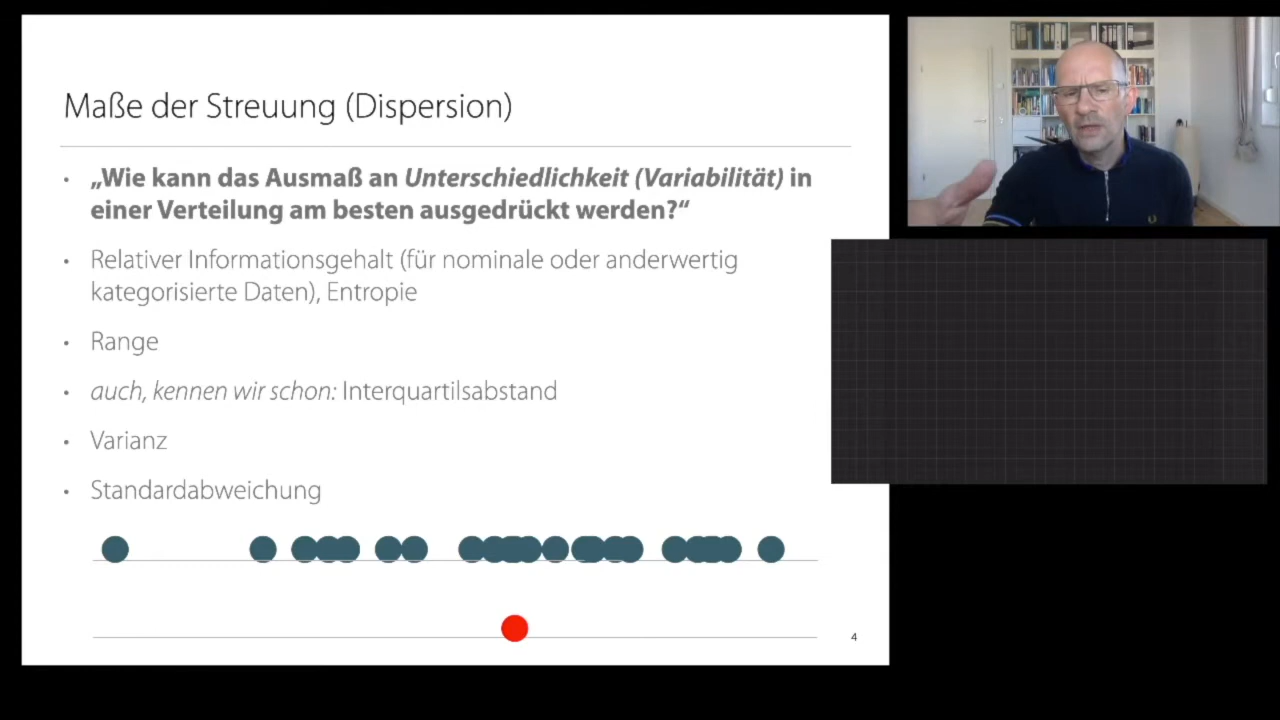 Maße der Streuung (Dispersion)
• „Wie kann das Ausmaß an Unterschiedlichkeit (Variabilität) in
einer Verteilung am besten ausgedrückt werden?“
• Relativer Informationsgehalt (für nominale oder anderwertig
kategorisierte Daten), Entropie
• Range
• auch, kennen wir schon: Interquartilsabstand
• Varianz
• Standardabweichung
4